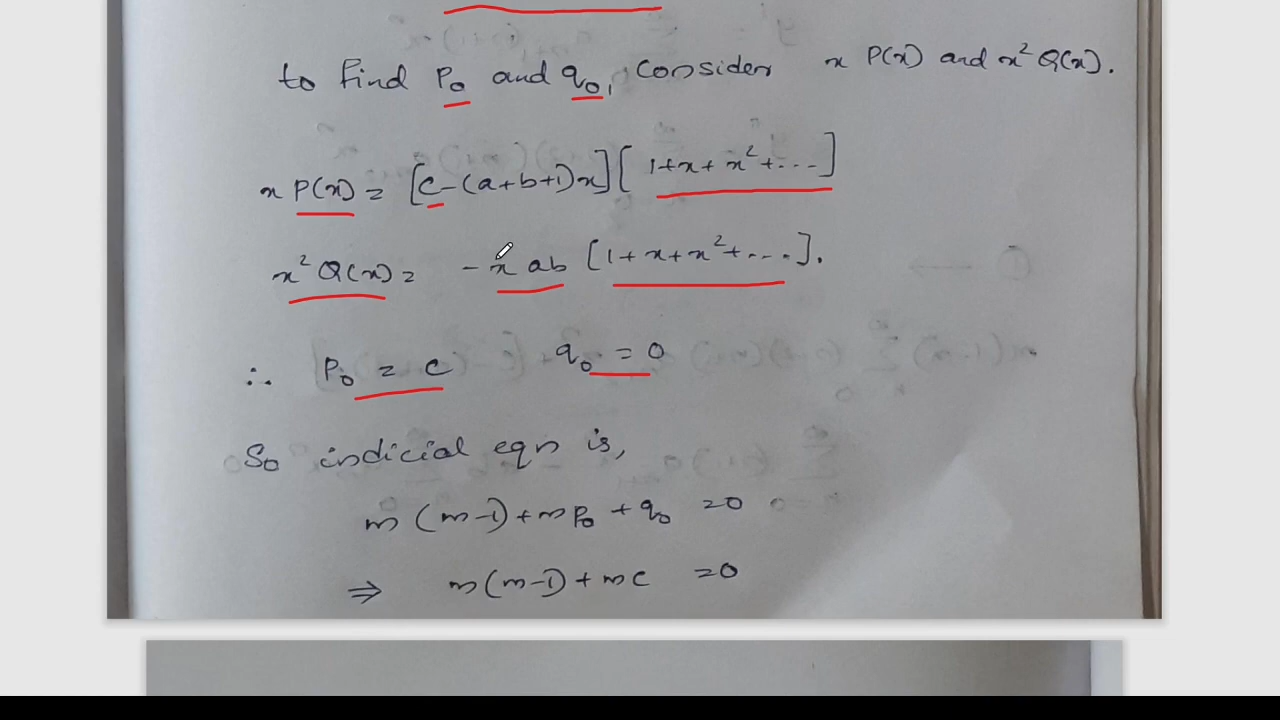 to find P₀ and q₀, consider x P(x) and x² Q(x).
x P(x) = [c-(a+b+1)x][1+x+x²+...]
x² Q(x) = -x ab [1+x+x²+....].
∴ P₀ = c q₀ = 0
So indicial eqn is,
m(m-1)+mP₀+q₀ =0
⇒ m(m-1)+mc =0